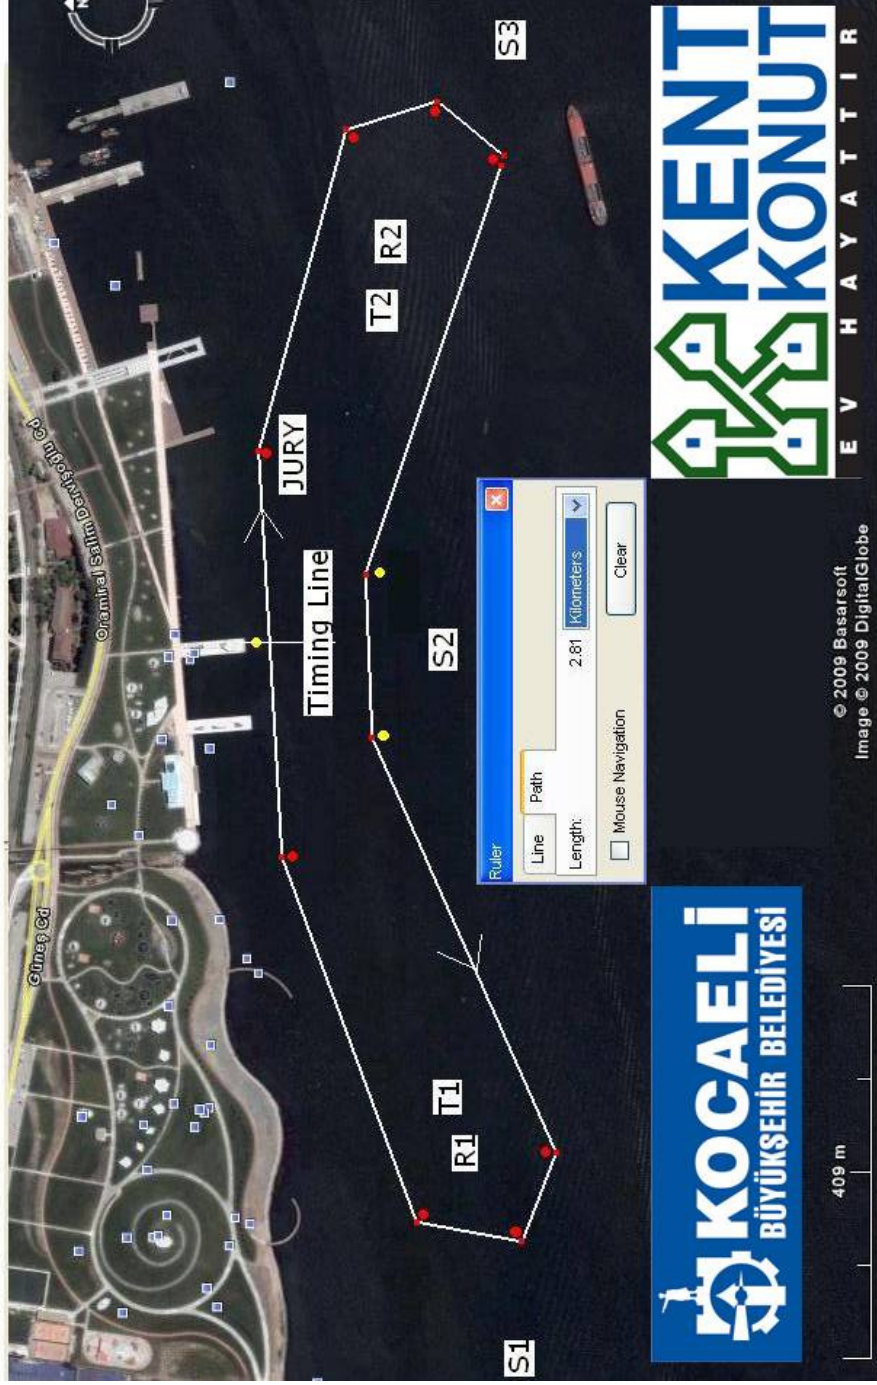 N
Güneş Cd
Oramiral Salim Dervişoğlu Cd
S3
R2
T2
JURY
Timing Line
S2
T1
R1
S1
Ruler
Line
Path
Length:
2.81
Kilometers
Mouse Navigation
Clear
KOCAELİ
BÜYÜKŞEHİR BELEDİYESİ
KENT
KONUT
EV HAYATTIR
409 m
© 2009 Basarsoft
Image © 2009 DigitalGlobe